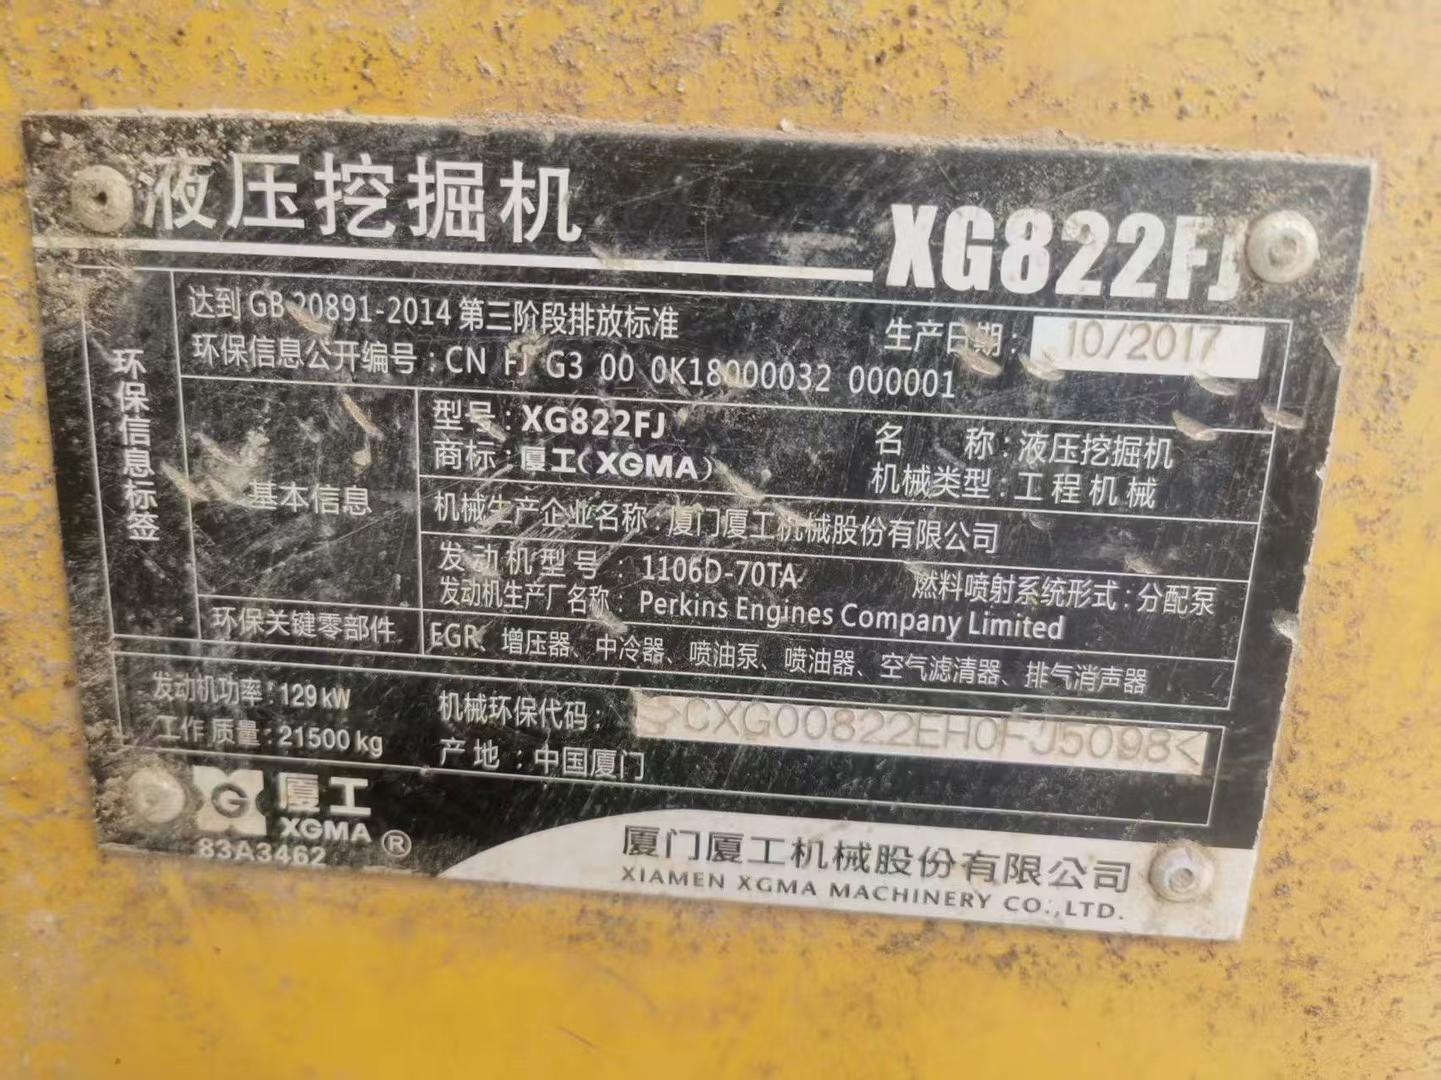 液压挖掘机
XG822FJ
达到 GB 20891-2014 第三阶段排放标准
生产日期：10/2017
环保信息公开编号：CN FJ G3 00 0K18000032 000001
环保信息标签
基本信息
型号：XG822FJ
名 称：液压挖掘机
商标：厦工（XGMA）
机械类型：工程机械
机械生产企业名称：厦门厦工机械股份有限公司
发动机型号：1106D-70TA
燃料喷射系统形式：分配泵
发动机生产厂名称：Perkins Engines Company Limited
环保关键零部件
EGR、增压器、中冷器、喷油泵、喷油器、空气滤清器、排气消声器
发动机功率：129 kW
机械环保代码：>CXG00822EH0FJ5098<
工作质量：21500 kg
产地：中国厦门
G 厦工
XGMA ®
83A3462
厦门厦工机械股份有限公司
XIAMEN XGMA MACHINERY CO.,LTD.